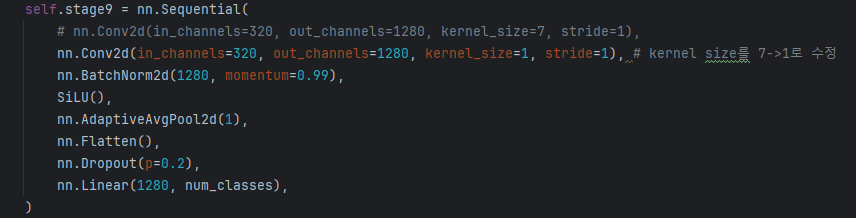 self.stage9 = nn.Sequential(
# nn.Conv2d(in_channels=320, out_channels=1280, kernel_size=7, stride=1),
nn.Conv2d(in_channels=320, out_channels=1280, kernel_size=1, stride=1), # kernel size를 7->1로 수정
nn.BatchNorm2d(1280, momentum=0.99),
SiLU(),
nn.AdaptiveAvgPool2d(1),
nn.Flatten(),
nn.Dropout(p=0.2),
nn.Linear(1280, num_classes),
)